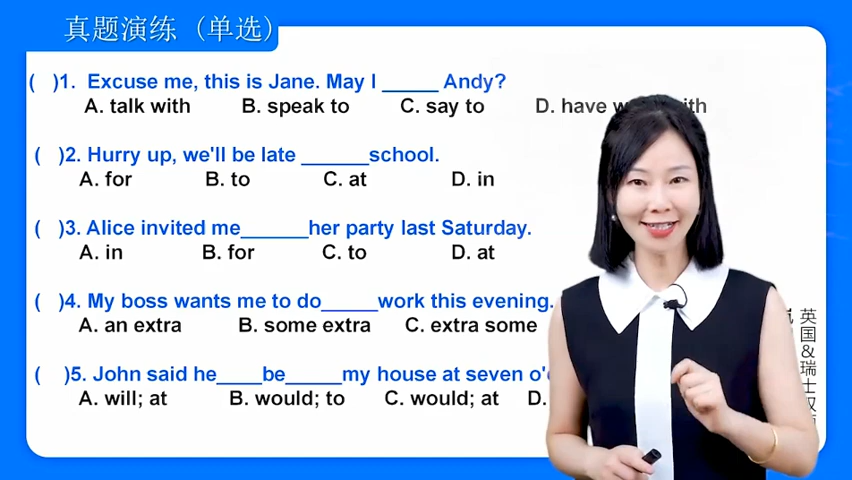 真题演练（单选）
( )1. Excuse me, this is Jane. May I _____ Andy?
A. talk with B. speak to C. say to D. have
( )2. Hurry up, we'll be late ______school.
A. for B. to C. at D. in
( )3. Alice invited me______her party last Saturday.
A. in B. for C. to D. at
( )4. My boss wants me to do_____work this evening.
A. an extra B. some extra C. extra some
( )5. John said he____be_____my house at seven
A. will; at B. would; to C. would; at D.
英国&瑞士